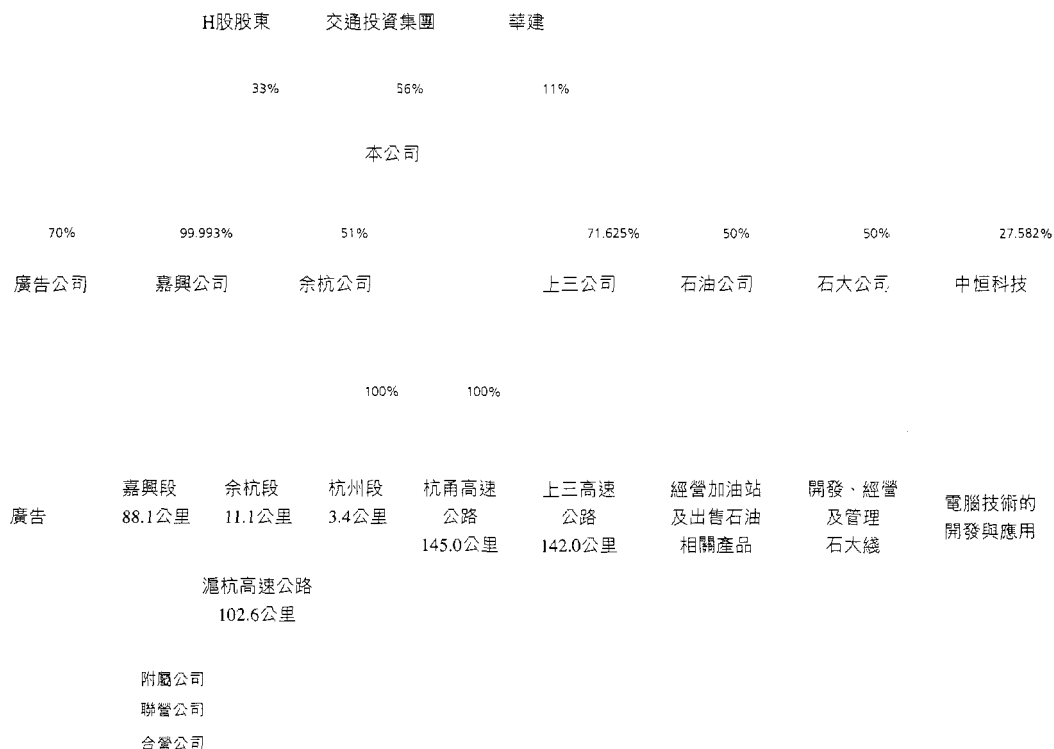 H股股東 交通投資集團 華建
33% 56% 11%
本公司
70% 99.993% 51% 71.625% 50% 50% 27.582%
廣告公司 嘉興公司 余杭公司 上三公司 石油公司 石大公司 中恒科技
100% 100%
嘉興段 余杭段 杭州段 杭甬高速 上三高速 經營加油站 開發、經營 電腦技術的
廣告 88.1公里 11.1公里 3.4公里 公路 公路 及出售石油 及管理 開發與應用
145.0公里 142.0公里 相關產品 石大綫
滬杭高速公路
102.6公里
附屬公司
聯營公司
合營公司